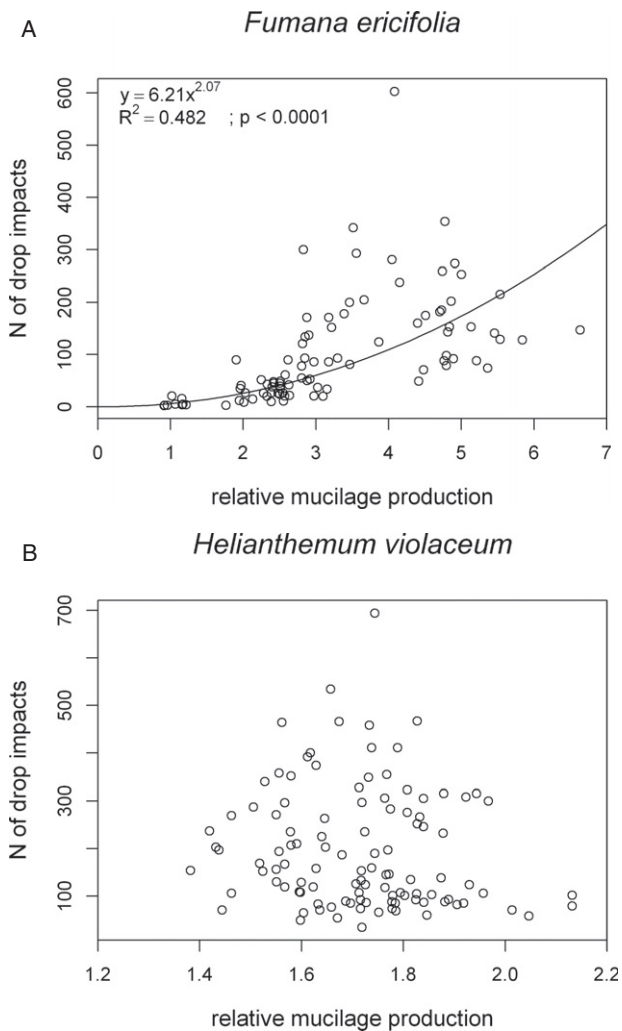 A
Fumana ericifolia
y = 6.21x^2.07
R² = 0.482 ; p < 0.0001
N of drop impacts
600
500
400
300
200
100
0
0 1 2 3 4 5 6 7
relative mucilage production
B
Helianthemum violaceum
N of drop impacts
700
500
300
100
1.2 1.4 1.6 1.8 2.0 2.2
relative mucilage production